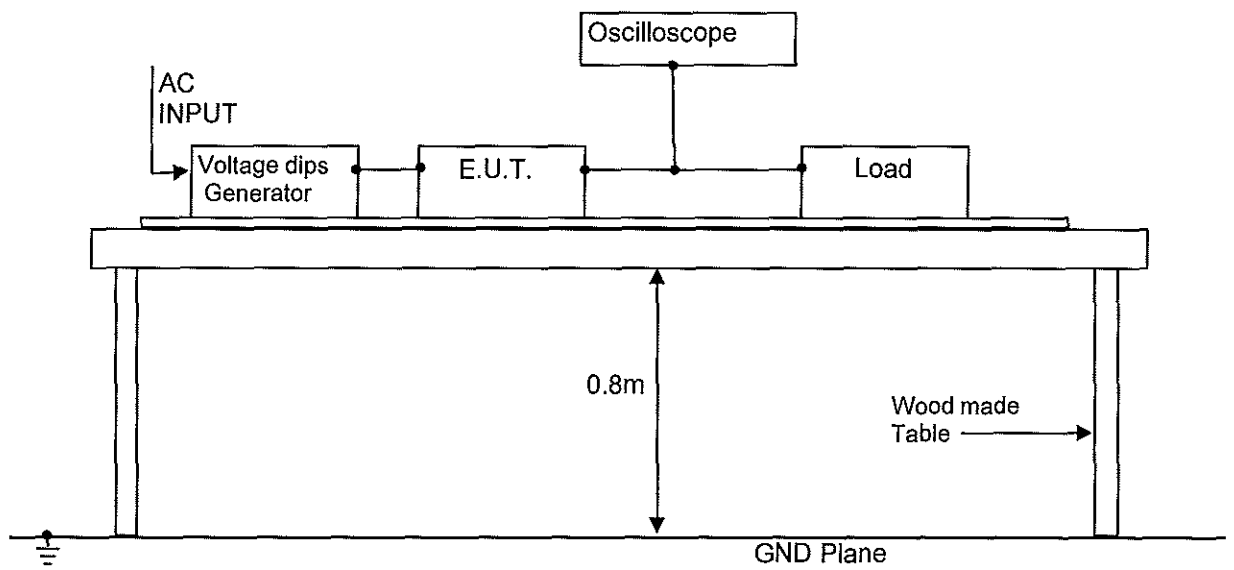 Oscilloscope
AC
INPUT
Voltage dips
Generator
E.U.T.
Load
0.8m
Wood made
Table
GND Plane